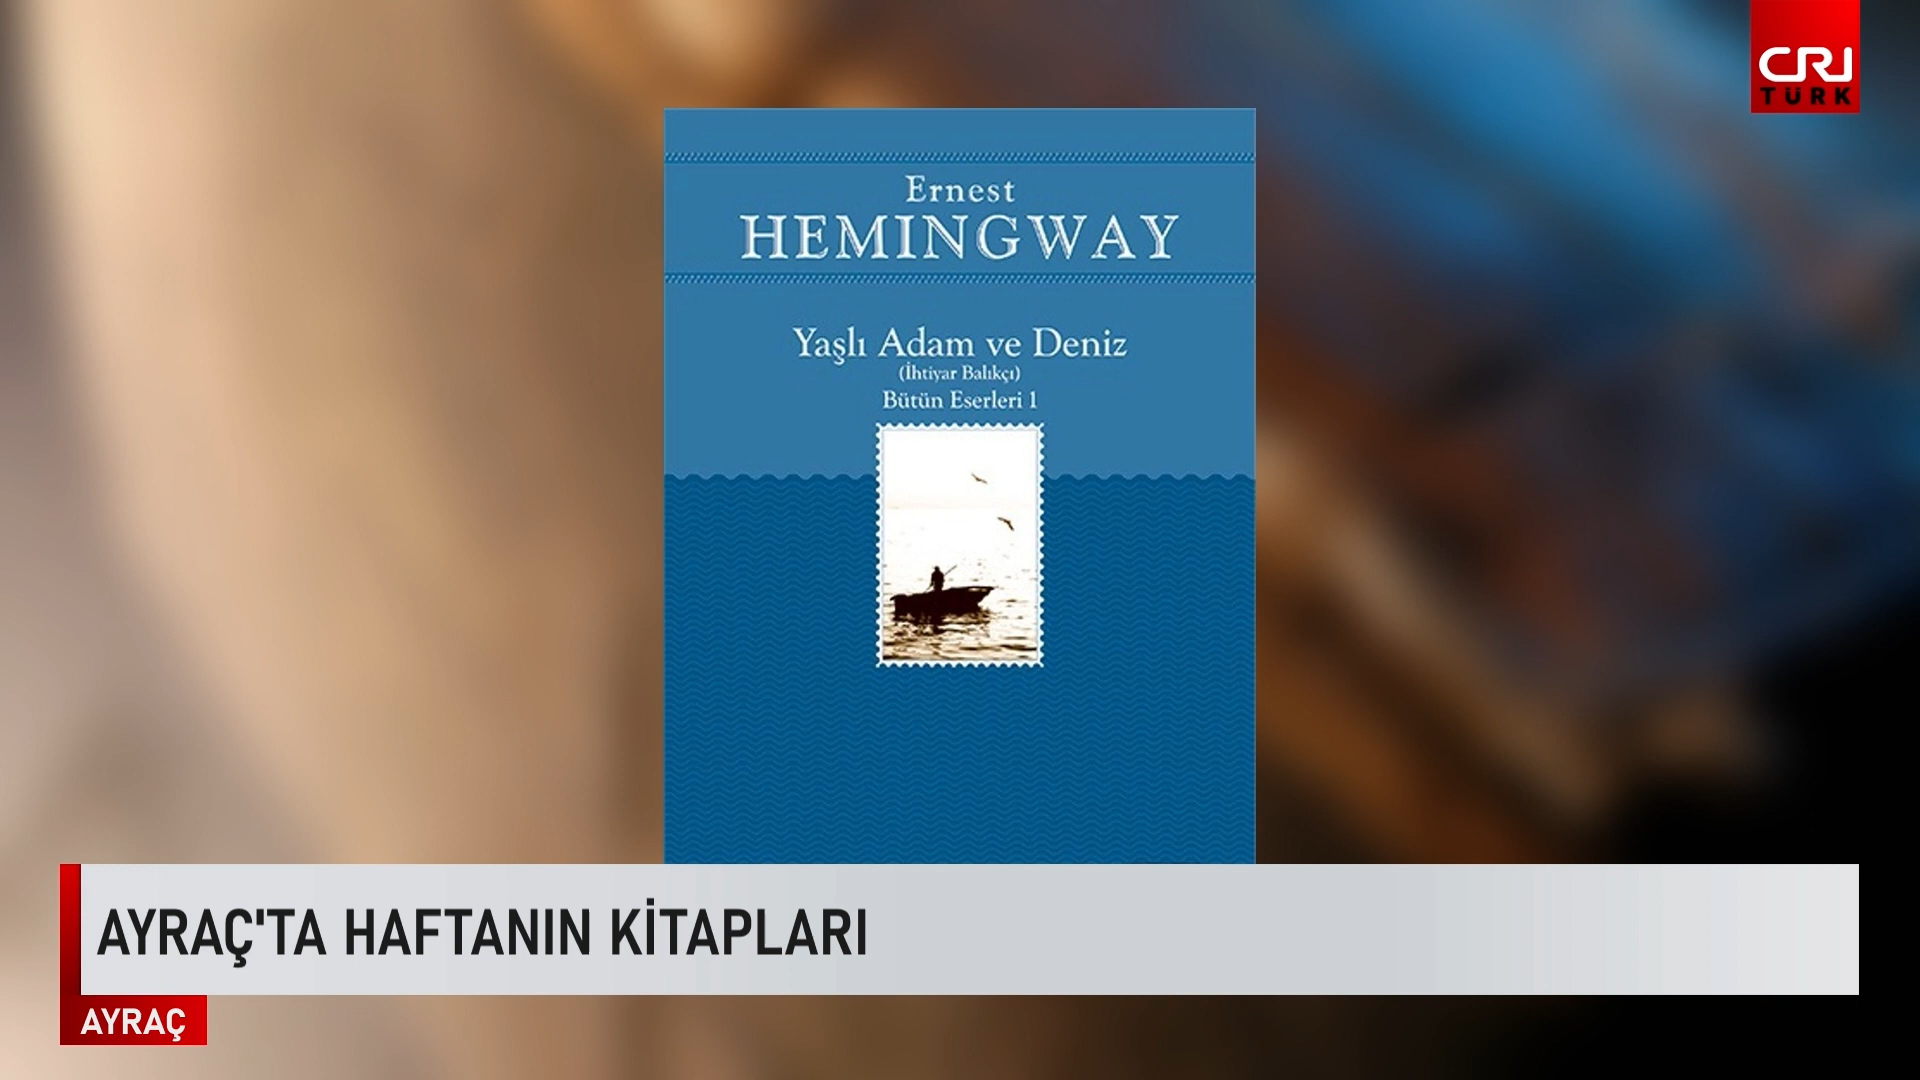 CRI
TÜRK
Ernest
HEMINGWAY
Yaşlı Adam ve Deniz
(İhtiyar Balıkçı)
Bütün Eserleri 1
AYRAÇ'TA HAFTANIN KİTAPLARI
AYRAÇ